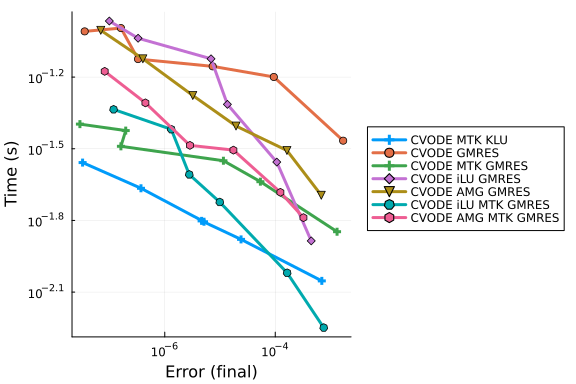 Time (s)
10^-1.2
10^-1.5
10^-1.8
10^-2.1
10^-6
10^-4
Error (final)
CVODE MTK KLU
CVODE GMRES
CVODE MTK GMRES
CVODE iLU GMRES
CVODE AMG GMRES
CVODE iLU MTK GMRES
CVODE AMG MTK GMRES